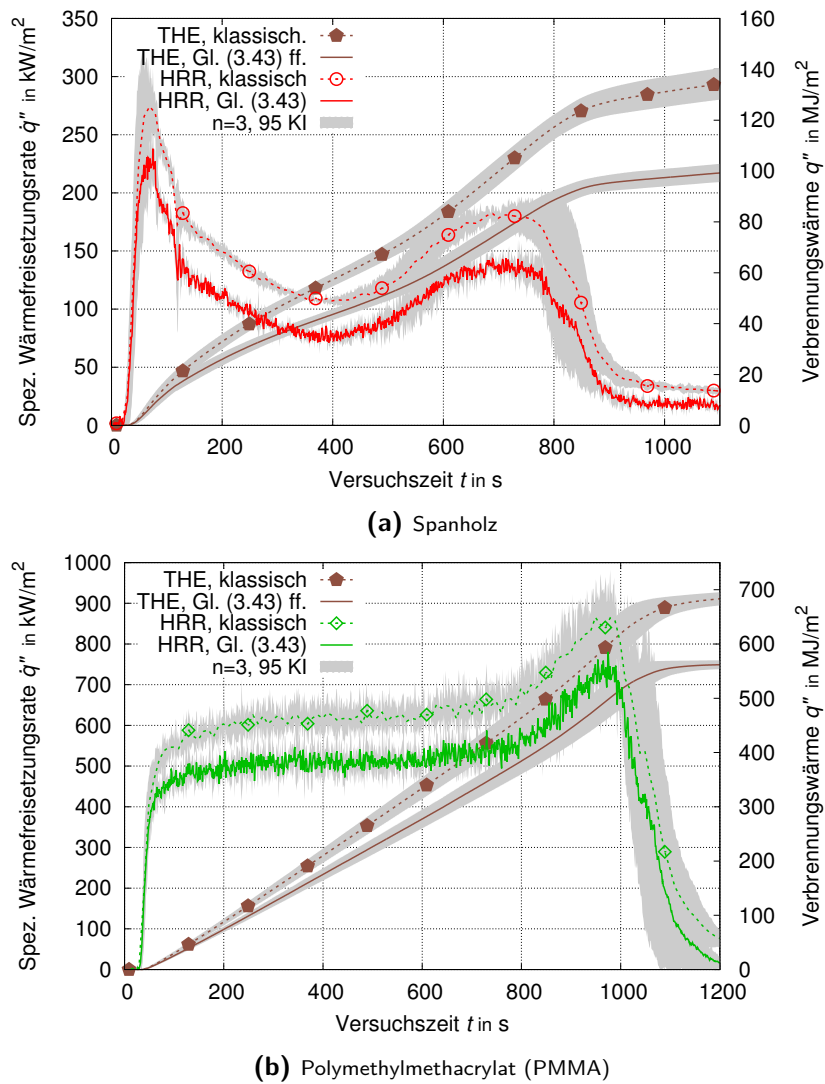 Spez. Wärmefreisetzungsrate q̇″ in kW/m²
350
300
250
200
150
100
50
0
THE, klassisch.
THE, Gl. (3.43) ff.
HRR, klassisch
HRR, Gl. (3.43)
n=3, 95 KI
160
140
120
100
80
60
40
20
0
Verbrennungswärme q″ in MJ/m²
0 200 400 600 800 1000
Versuchszeit t in s
(a) Spanholz
Spez. Wärmefreisetzungsrate q̇″ in kW/m²
1000
900
800
700
600
500
400
300
200
100
0
THE, klassisch
THE, Gl. (3.43) ff.
HRR, klassisch
HRR, Gl. (3.43)
n=3, 95 KI
700
600
500
400
300
200
100
0
Verbrennungswärme q″ in MJ/m²
0 200 400 600 800 1000 1200
Versuchszeit t in s
(b) Polymethylmethacrylat (PMMA)